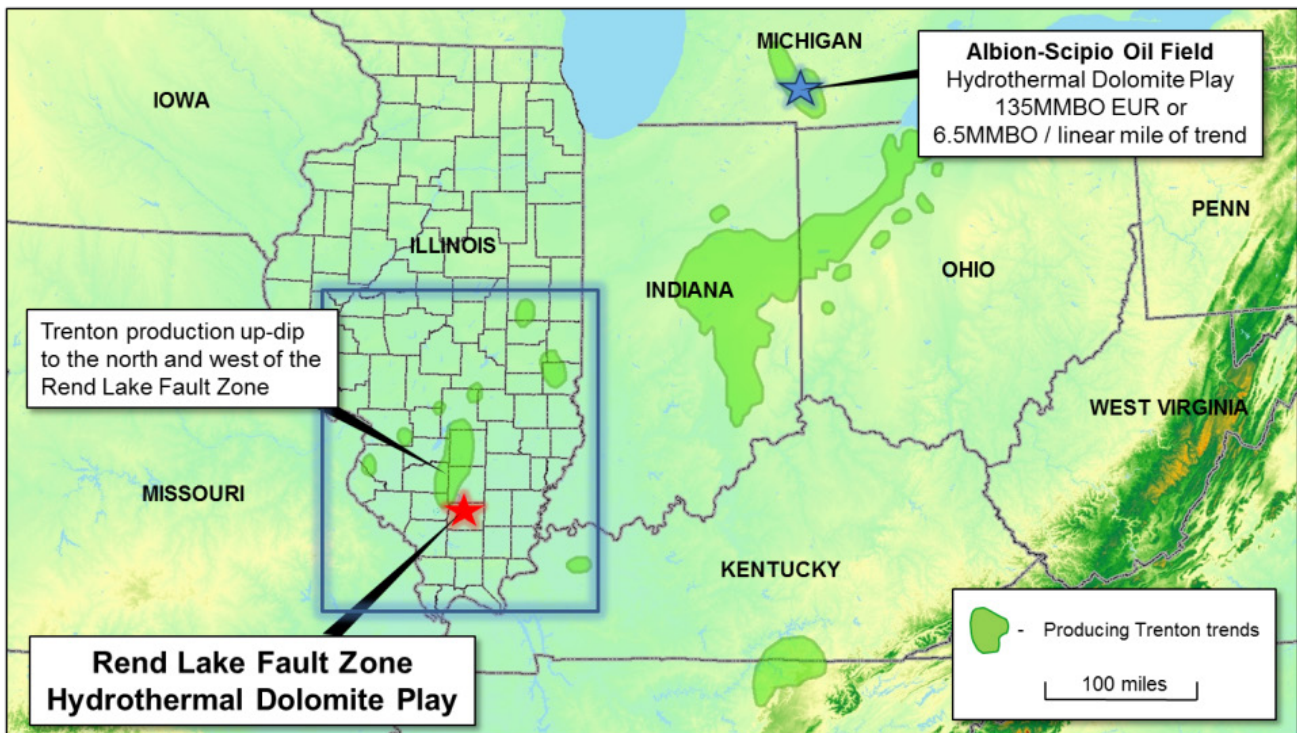 MICHIGAN
Albion-Scipio Oil Field
Hydrothermal Dolomite Play
135MMBO EUR or
6.5MMBO / linear mile of trend
IOWA
PENN
ILLINOIS
INDIANA
OHIO
Trenton production up-dip
to the north and west of the
Rend Lake Fault Zone
WEST VIRGINIA
MISSOURI
KENTUCKY
Rend Lake Fault Zone
Hydrothermal Dolomite Play
- Producing Trenton trends
100 miles